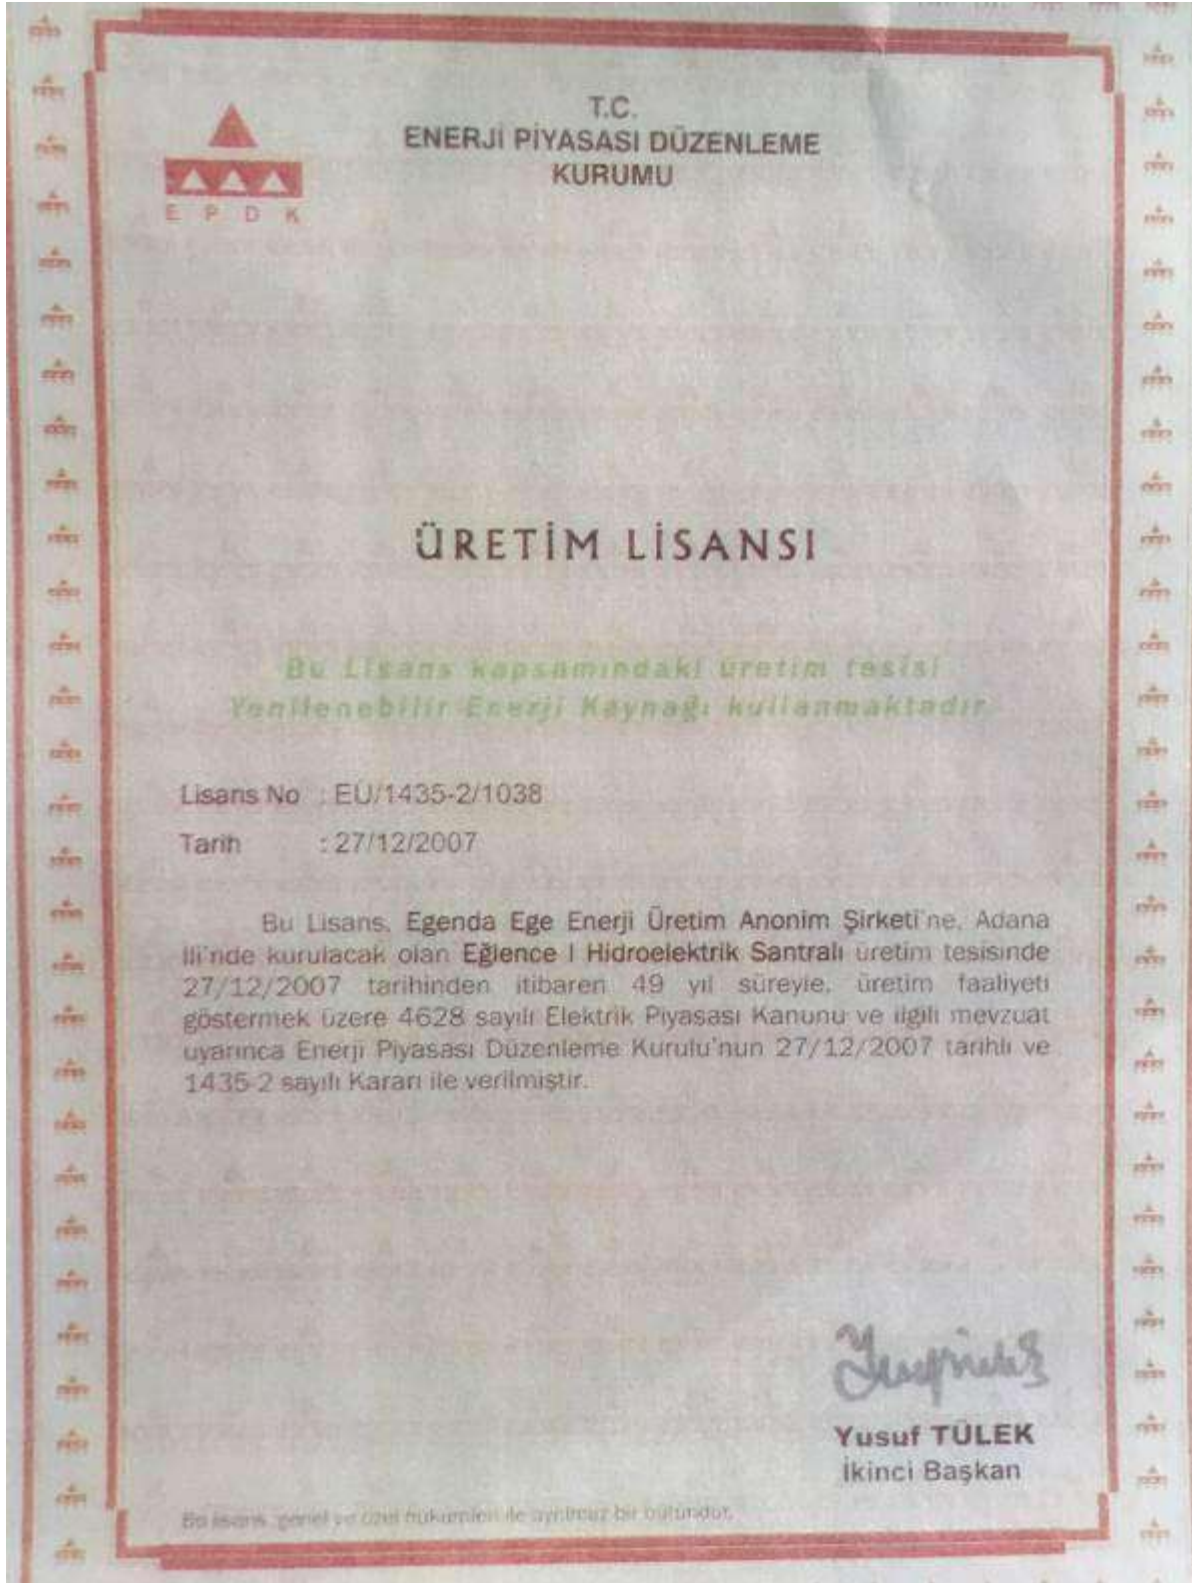 T.C.
ENERJİ PİYASASI DÜZENLEME
KURUMU
E P D K
ÜRETİM LİSANSI
Bu Lisans kapsamındaki üretim tesisi
Yenilenebilir Enerji Kaynağı kullanmaktadır.
Lisans No : EÜ/1435-2/1038
Tarih : 27/12/2007
Bu Lisans, Egenda Ege Enerji Üretim Anonim Şirketi'ne, Adana
İli'nde kurulacak olan Eğlence I Hidroelektrik Santralı üretim tesisinde
27/12/2007 tarihinden itibaren 49 yıl süreyle, üretim faaliyeti
göstermek üzere 4628 sayılı Elektrik Piyasası Kanunu ve ilgili mevzuat
uyarınca Enerji Piyasası Düzenleme Kurulu'nun 27/12/2007 tarihli ve
1435-2 sayılı Kararı ile verilmiştir.
Yusuf TÜLEK
İkinci Başkan
Bu lisans, genel ve özel hükümleri ile ayrılmaz bir bütündür.